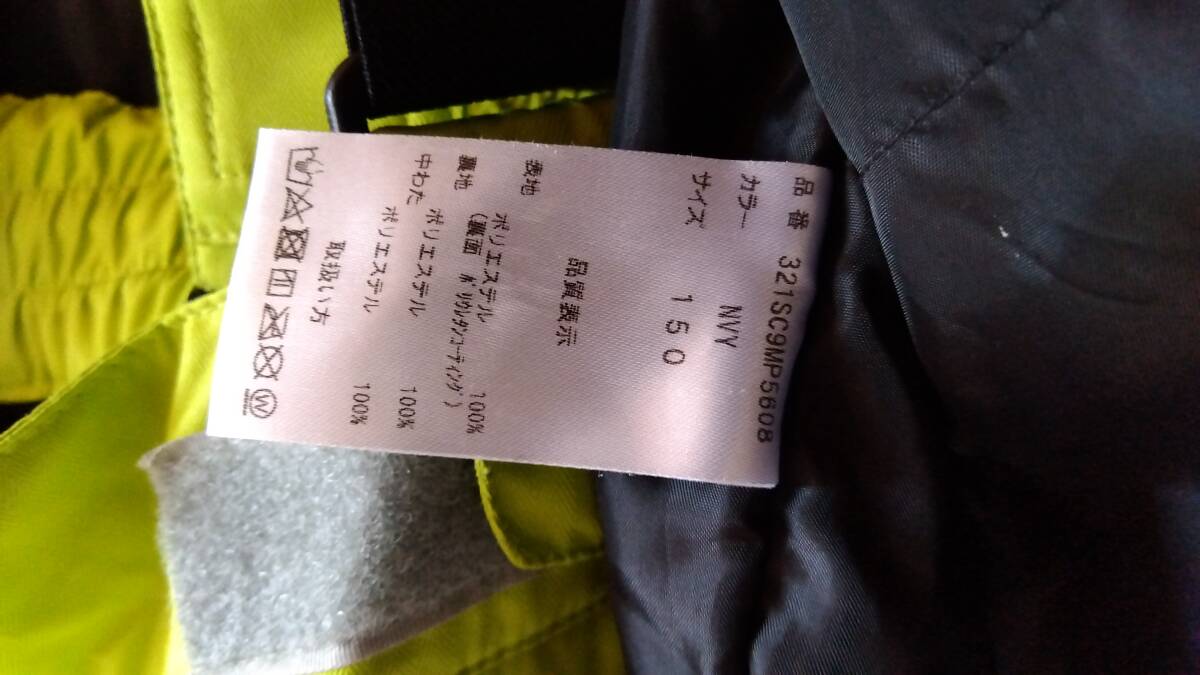 品 番 321SC9MP5608
カラー NVY
サイズ 150
品質表示
表地 ポリエステル 100%
(裏面 ポリウレタンコーティング)
裏地 ポリエステル 100%
中わた ポリエステル 100%
取扱い方
W